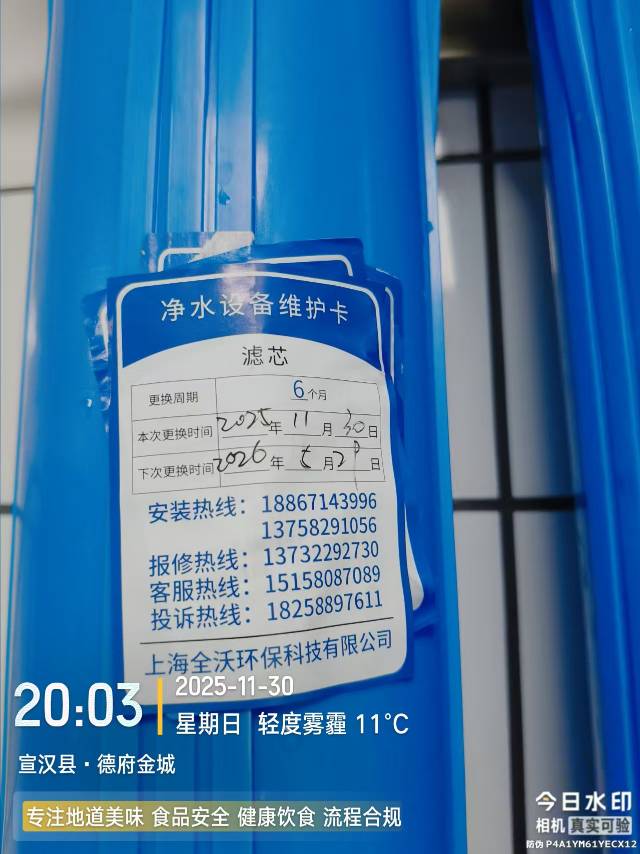 净水设备维护卡
滤芯
更换周期 6个月
本次更换时间 2025年 11月 30日
下次更换时间 2026年 5月 29日
安装热线: 18867143996
13758291056
报修热线: 13732292730
客服热线: 15158087089
投诉热线: 18258897611
上海全沃环保科技有限公司
20:03
2025-11-30
星期日 轻度雾霾 11°C
宣汉县·德府金城
专注地道美味 食品安全 健康饮食 流程合规
今日水印
相机 真实可验
防伪 P4A1YM61YECX12